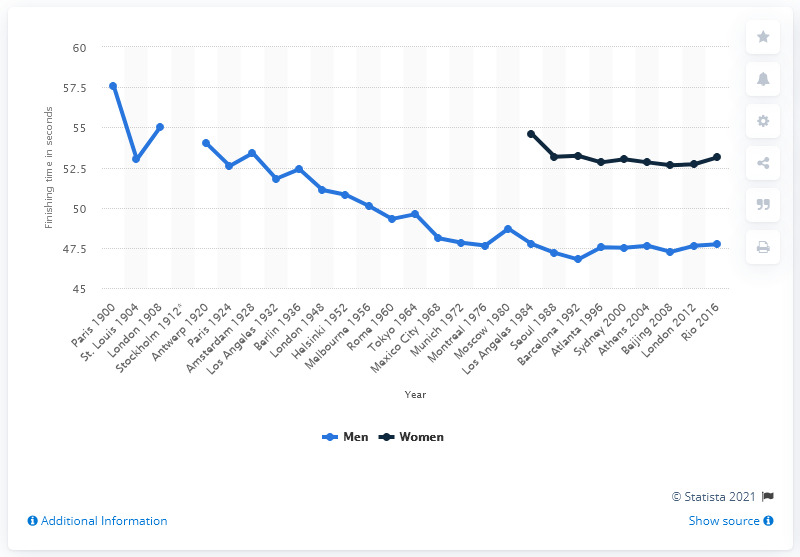 60
57.5
55
52.5
50
47.5
45
Finishing time in seconds
Paris 1900
St. Louis 1904
London 1908
Stockholm 1912*
Antwerp 1920
Paris 1924
Amsterdam 1928
Los Angeles 1932
Berlin 1936
London 1948
Helsinki 1952
Melbourne 1956
Rome 1960
Tokyo 1964
Mexico City 1968
Munich 1972
Montreal 1976
Moscow 1980
Los Angeles 1984
Seoul 1988
Barcelona 1992
Atlanta 1996
Sydney 2000
Athens 2004
Beijing 2008
London 2012
Rio 2016
Year
Men Women
© Statista 2021
Additional Information Show source